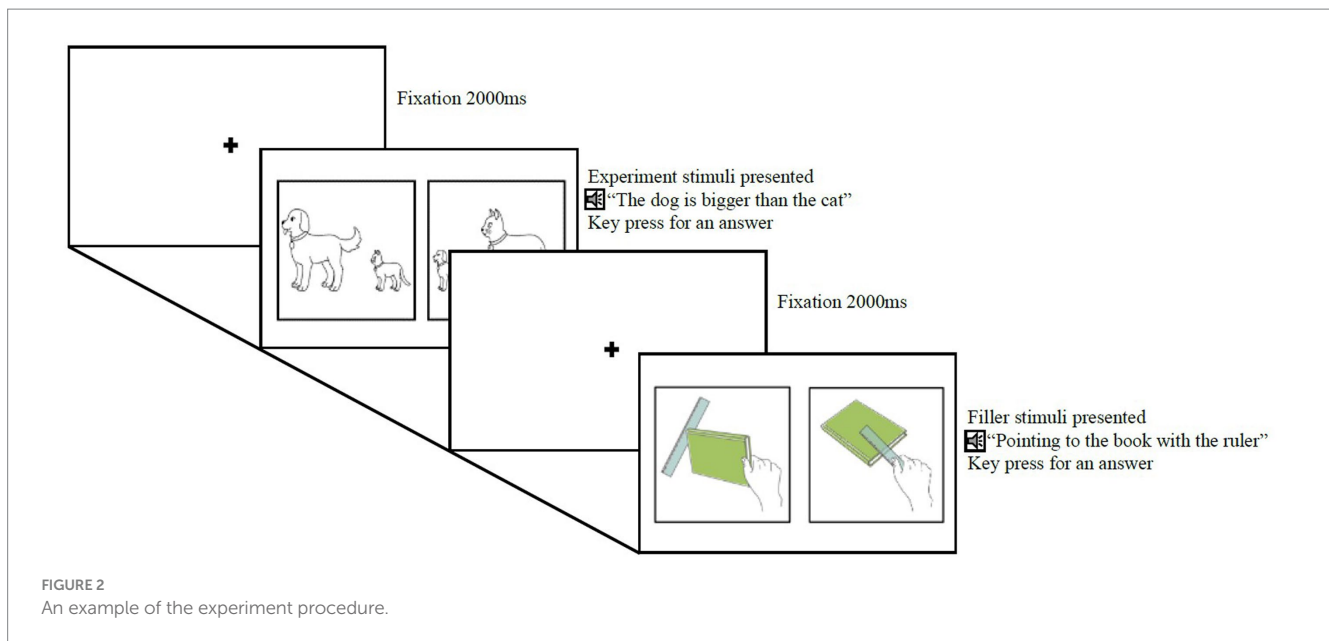 Fixation 2000ms
Experiment stimuli presented
“The dog is bigger than the cat”
Key press for an answer
Fixation 2000ms
Filler stimuli presented
“Pointing to the book with the ruler”
Key press for an answer
FIGURE 2
An example of the experiment procedure.